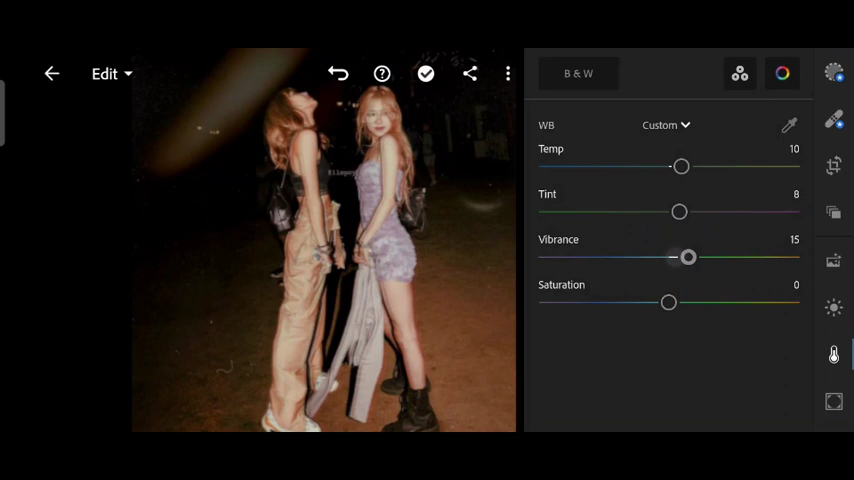 Edit
B & W
WB
Custom
Temp
10
Tint
8
Vibrance
15
Saturation
0